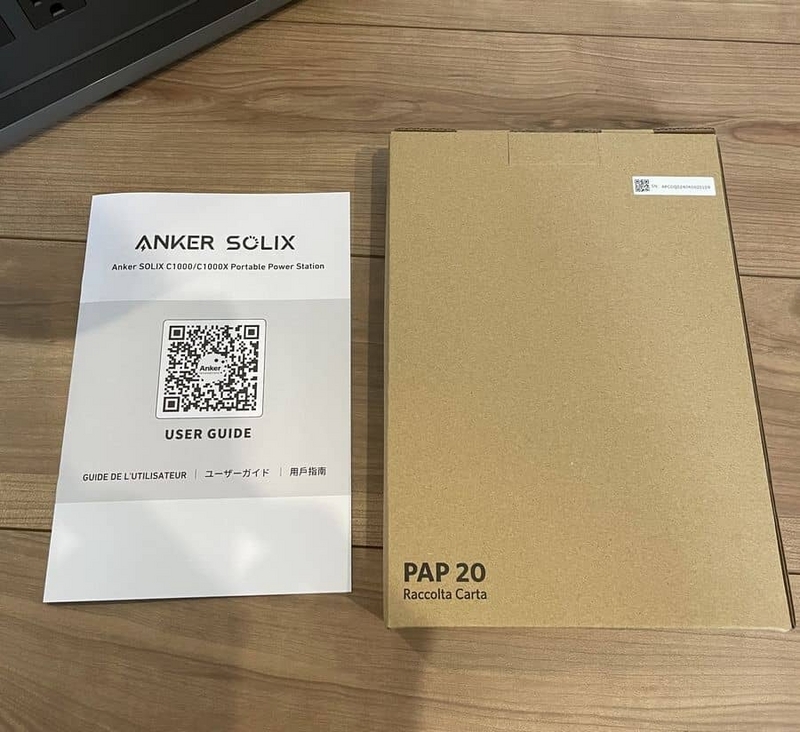 ANKER SOLIX
Anker SOLIX C1000/C1000X Portable Power Station
Anker
USER GUIDE
GUIDE DE L'UTILISATEUR | ユーザーガイド | 用戶指南
SN:
PAP 20
Raccolta Carta